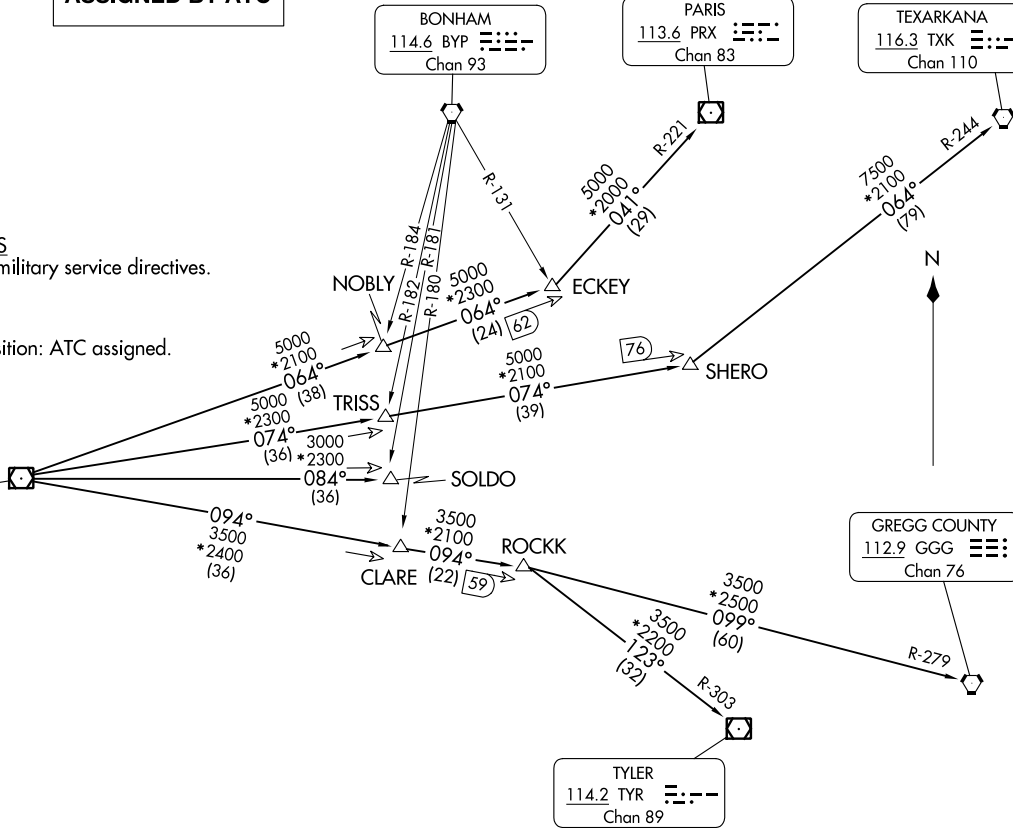 ASSIGNED BY ATC
BONHAM
114.6 BYP
Chan 93
PARIS
113.6 PRX
Chan 83
TEXARKANA
116.3 TXK
Chan 110
R-221
R-244
5000
*2000
041°
(29)
7500
*2100
064°
(79)
R-131
R-184
R-181
R-182
R-180
S
military service directives.
sition: ATC assigned.
N
NOBLY
5000
*2300
064°
(24)
62
ECKEY
5000
*2100
064°
(38)
5000
*2100
074°
(39)
76
SHERO
TRISS
5000
*2300
074°
(36)
3000
*2300
084°
(36)
SOLDO
094°
3500
*2400
(36)
CLARE
3500
*2100
094°
(22)
59
ROCKK
GREGG COUNTY
112.9 GGG
Chan 76
3500
*2500
099°
(60)
R-279
3500
*2200
123°
(32)
R-303
TYLER
114.2 TYR
Chan 89